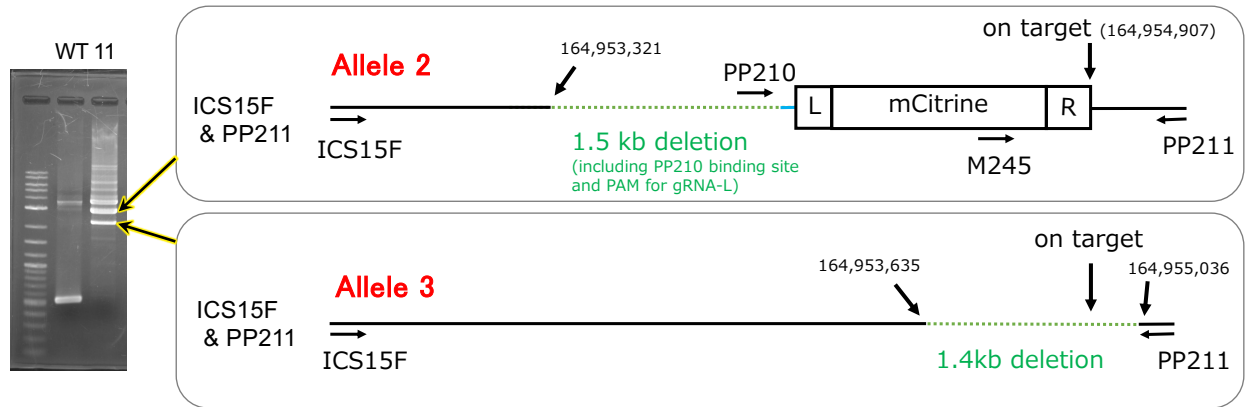 WT 11
ICS15F
& PP211
Allele 2
164,953,321
PP210
on target (164,954,907)
L
mCitrine
R
ICS15F
1.5 kb deletion
(including PP210 binding site
and PAM for gRNA-L)
M245
PP211
ICS15F
& PP211
Allele 3
164,953,635
on target
164,955,036
ICS15F
1.4kb deletion
PP211